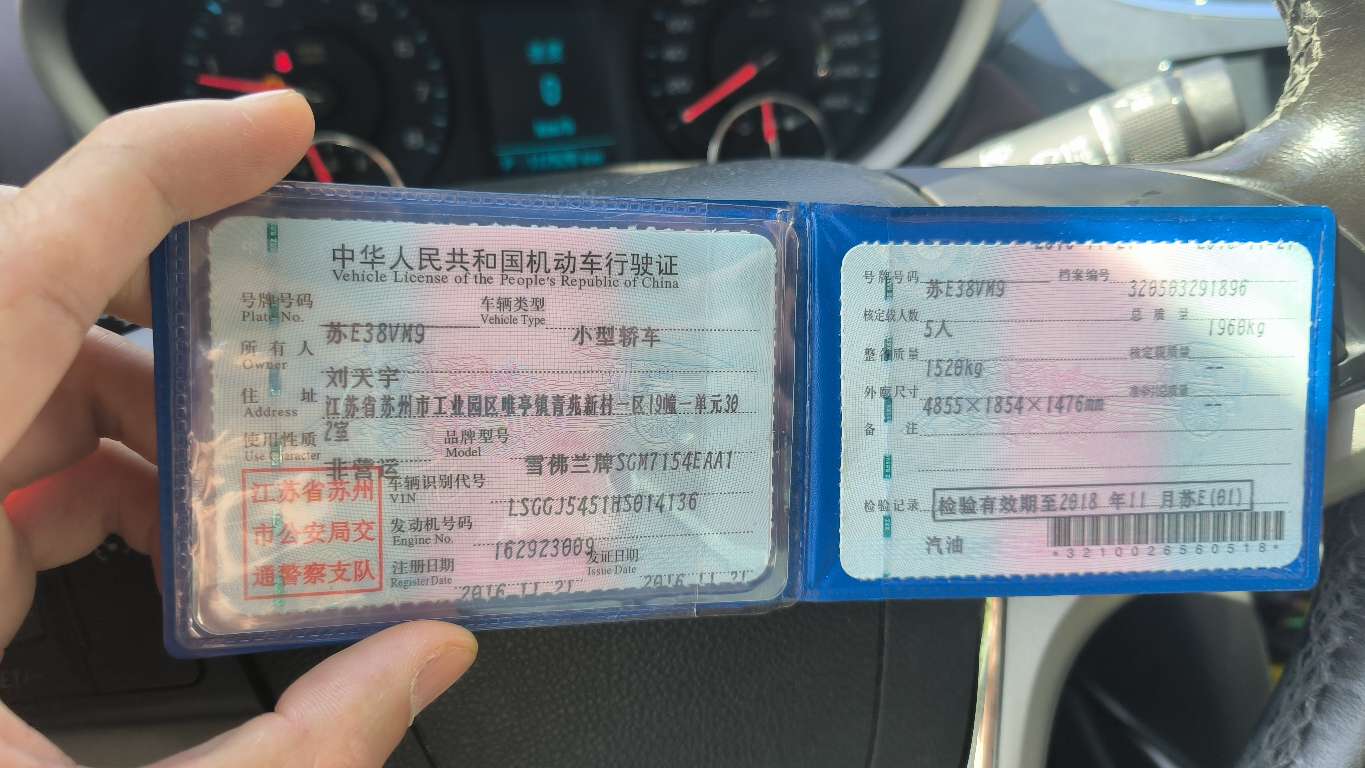 中华人民共和国机动车行驶证
Vehicle License of the People's Republic of China
号牌号码 苏E38VM9 车辆类型 小型轿车
Plate No. Vehicle Type
所有人 刘天宇
Owner
住址 江苏省苏州市工业园区唯亭镇青苑新村一区19幢一单元30
Address 2室
使用性质 非营运 品牌型号 雪佛兰牌SGM7154EAA1
Use Character Model
车辆识别代号 LSGGJ5451HS014136
VIN
发动机号码 162923009
Engine No.
注册日期 2016-11-21 发证日期 2016-11-21
Register Date Issue Date
江苏省苏州
市公安局交
通警察支队
号牌号码 苏E38VM9 档案编号 320503291896
核定载人数 5人 总质量 1960kg
整备质量 1520kg 核定载质量 --
外廓尺寸 4855×1854×1476mm 准牵引总质量 --
备注
检验记录 检验有效期至2018 年11 月苏E(01)
汽油
*3210026580518*